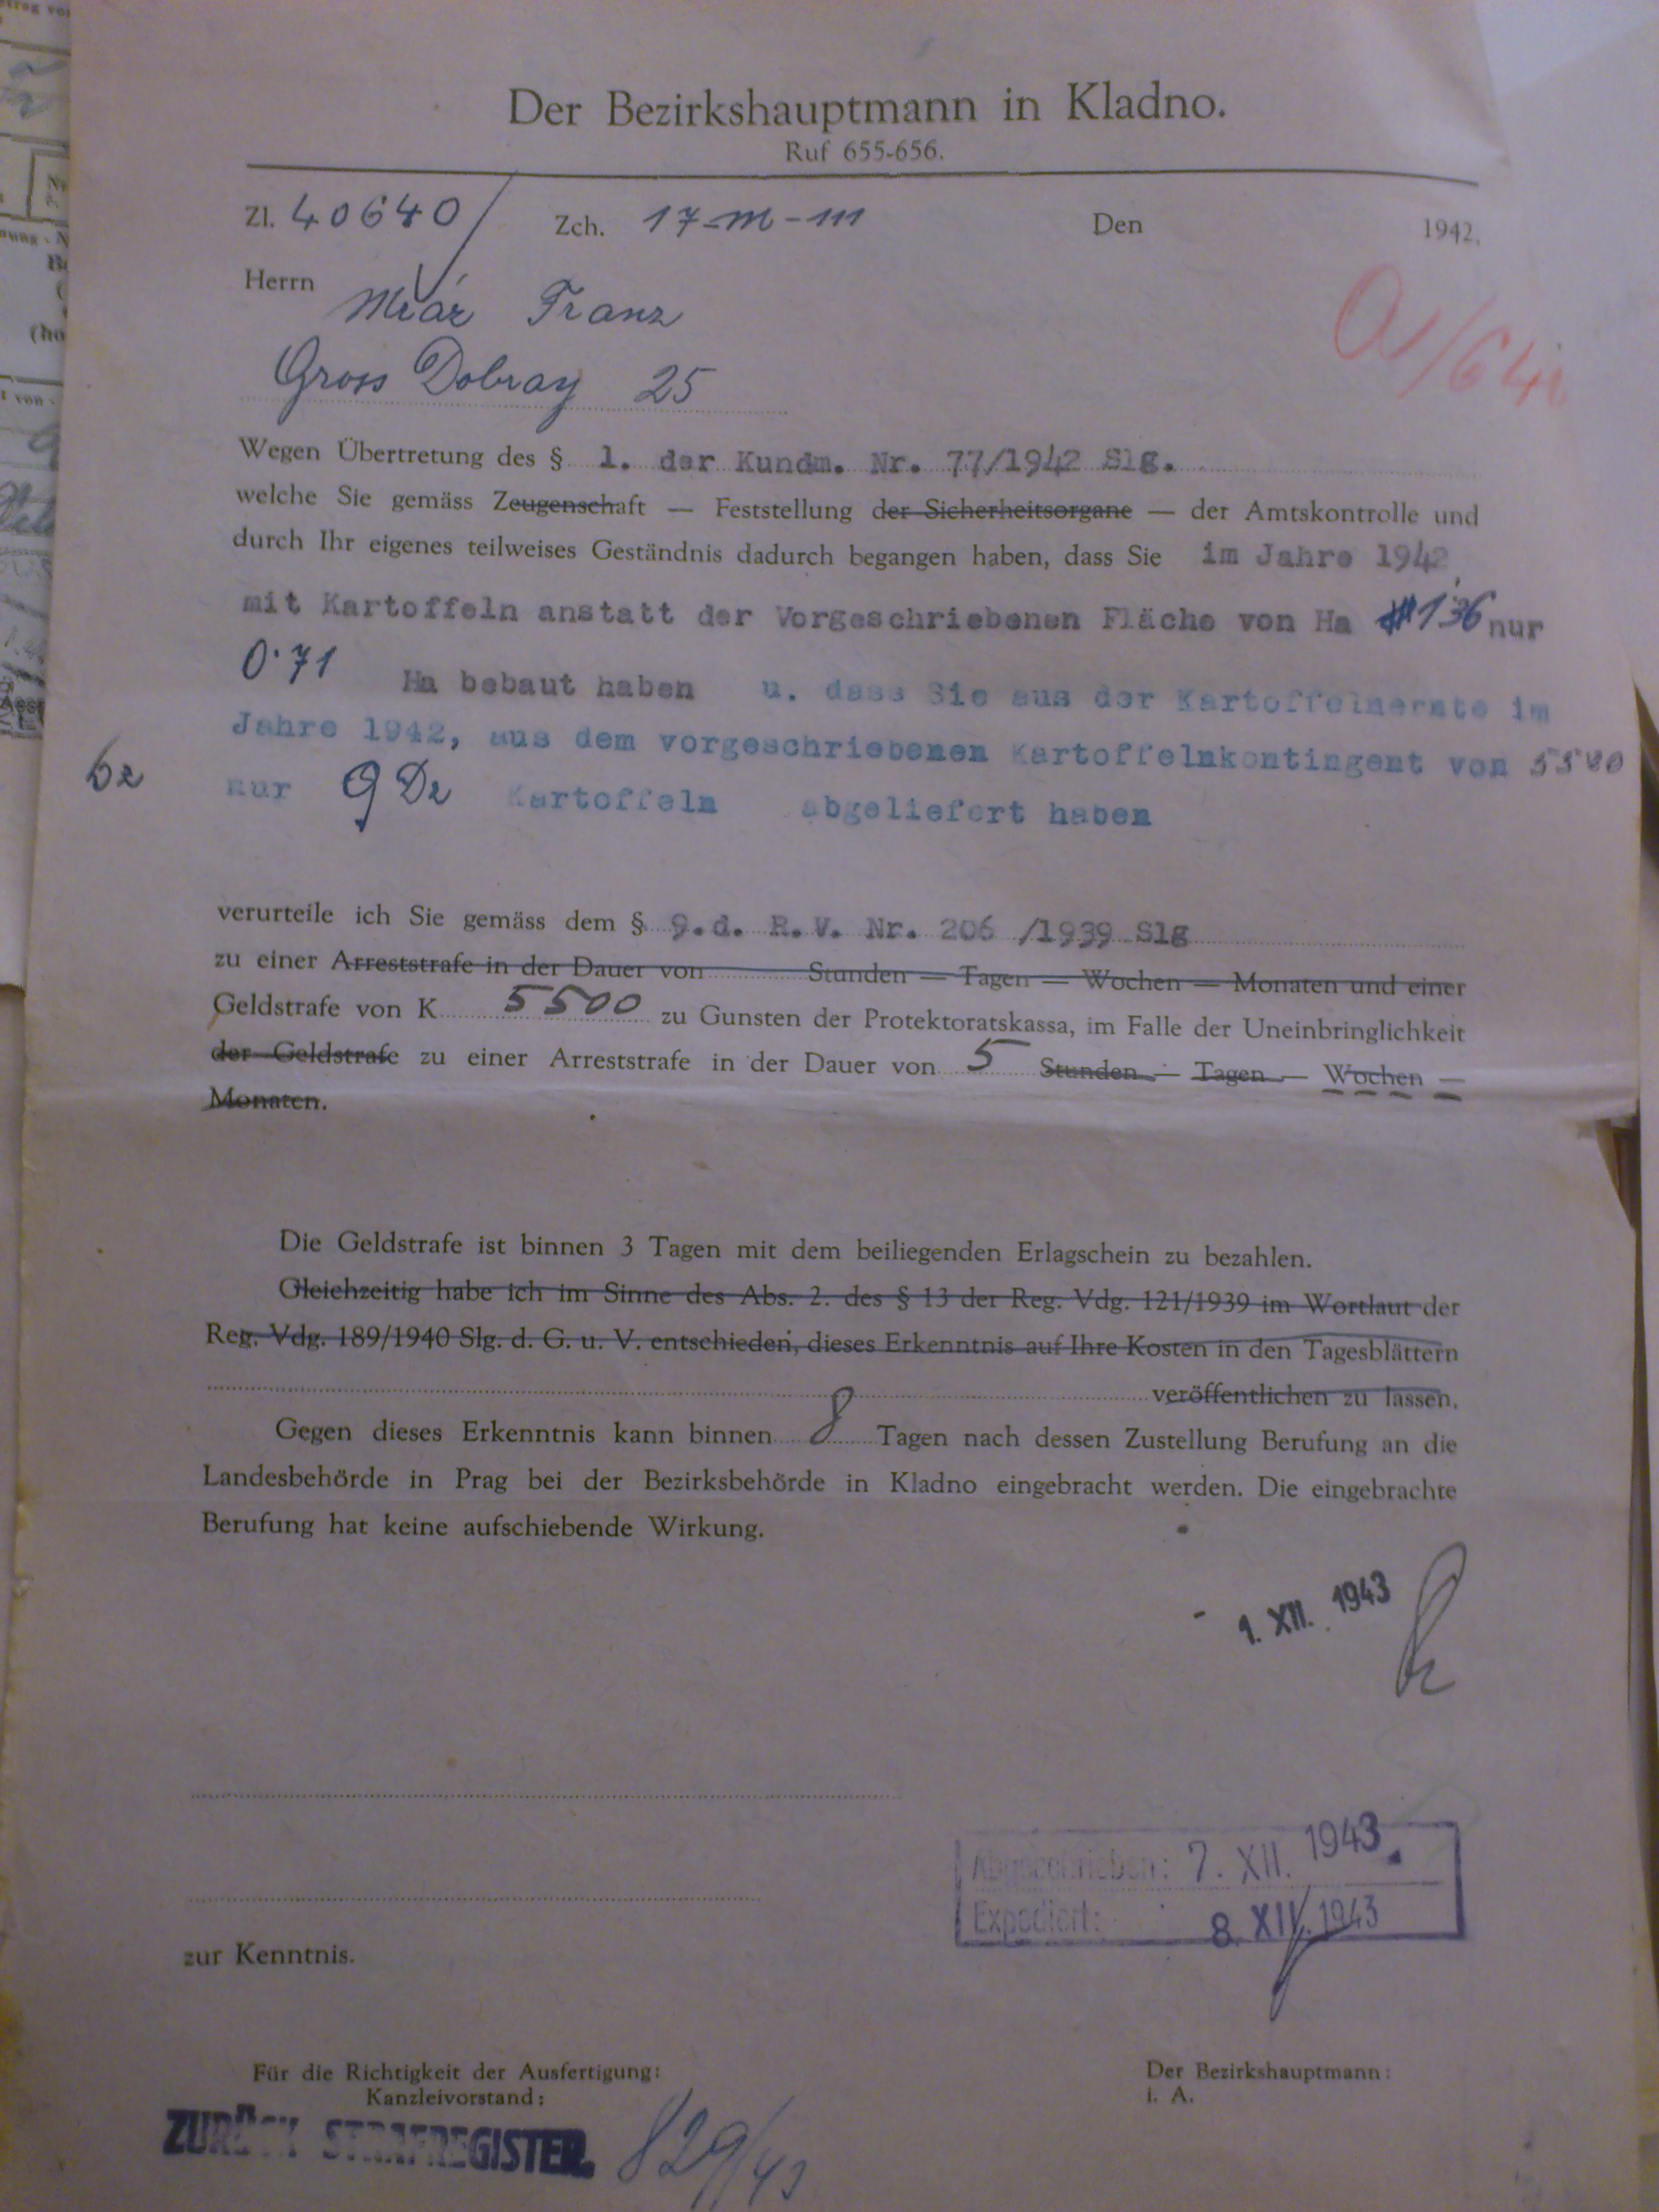 Der Bezirkshauptmann in Kladno.
Ruf 655-656.
Zl. 40640/ Zch. 17-m-111 Den 1942.
Herrn
Mráz Franz
Gross Dobray 25
Wegen Übertretung des § 1. der Kundm. Nr. 77/1942 Slg.
welche Sie gemäss Zeugenschaft — Feststellung der Sicherheitsorgane — der Amtskontrolle und
durch Ihr eigenes teilweises Geständnis dadurch begangen haben, dass Sie im Jahre 1942
mit Kartoffeln anstatt der Vorgeschriebenen Fläche von Ha 1·36 nur
0·71 Ha bebaut haben u. dass Sie aus der Kartoffelnernte im
Jahre 1942, aus dem vorgeschriebenen Kartoffelnkontingent von
nur 9 Dz Kartoffeln abgeliefert haben
verurteile ich Sie gemäss dem § 9.d. R.V. Nr. 206 /1939 Slg
zu einer Arreststrafe in der Dauer von Stunden — Tagen — Wochen — Monaten und einer
Geldstrafe von K 5500 zu Gunsten der Protektoratskassa, im Falle der Uneinbringlichkeit
der Geldstrafe zu einer Arreststrafe in der Dauer von 5 Stunden — Tagen — Wochen —
Monaten.
Die Geldstrafe ist binnen 3 Tagen mit dem beiliegenden Erlagschein zu bezahlen.
Gleichzeitig habe ich im Sinne des Abs. 2. des § 13 der Reg. Vdg. 121/1939 im Wortlaut der
Reg. Vdg. 189/1940 Slg. d. G. u. V. entschieden, dieses Erkenntnis auf Ihre Kosten in den Tagesblättern
veröffentlichen zu lassen.
Gegen dieses Erkenntnis kann binnen 8 Tagen nach dessen Zustellung Berufung an die
Landesbehörde in Prag bei der Bezirksbehörde in Kladno eingebracht werden. Die eingebrachte
Berufung hat keine aufschiebende Wirkung.
1. XII. 1943
Abgeschrieben: 7. XII. 1943.
Expediert: 8. XII. 1943
zur Kenntnis.
Für die Richtigkeit der Ausfertigung:
Kanzleivorstand:
Der Bezirkshauptmann:
i. A.
ZURÜCK STRAFREGISTER. 829/43